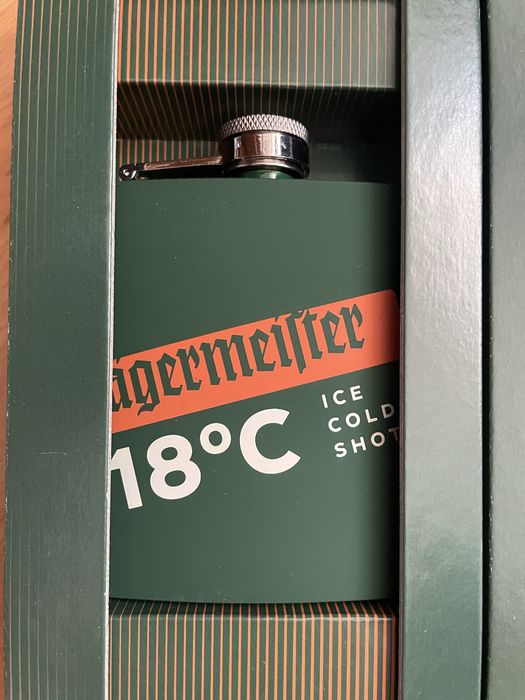 ägermeiſter
18°C
ICE
COLD
SHOT